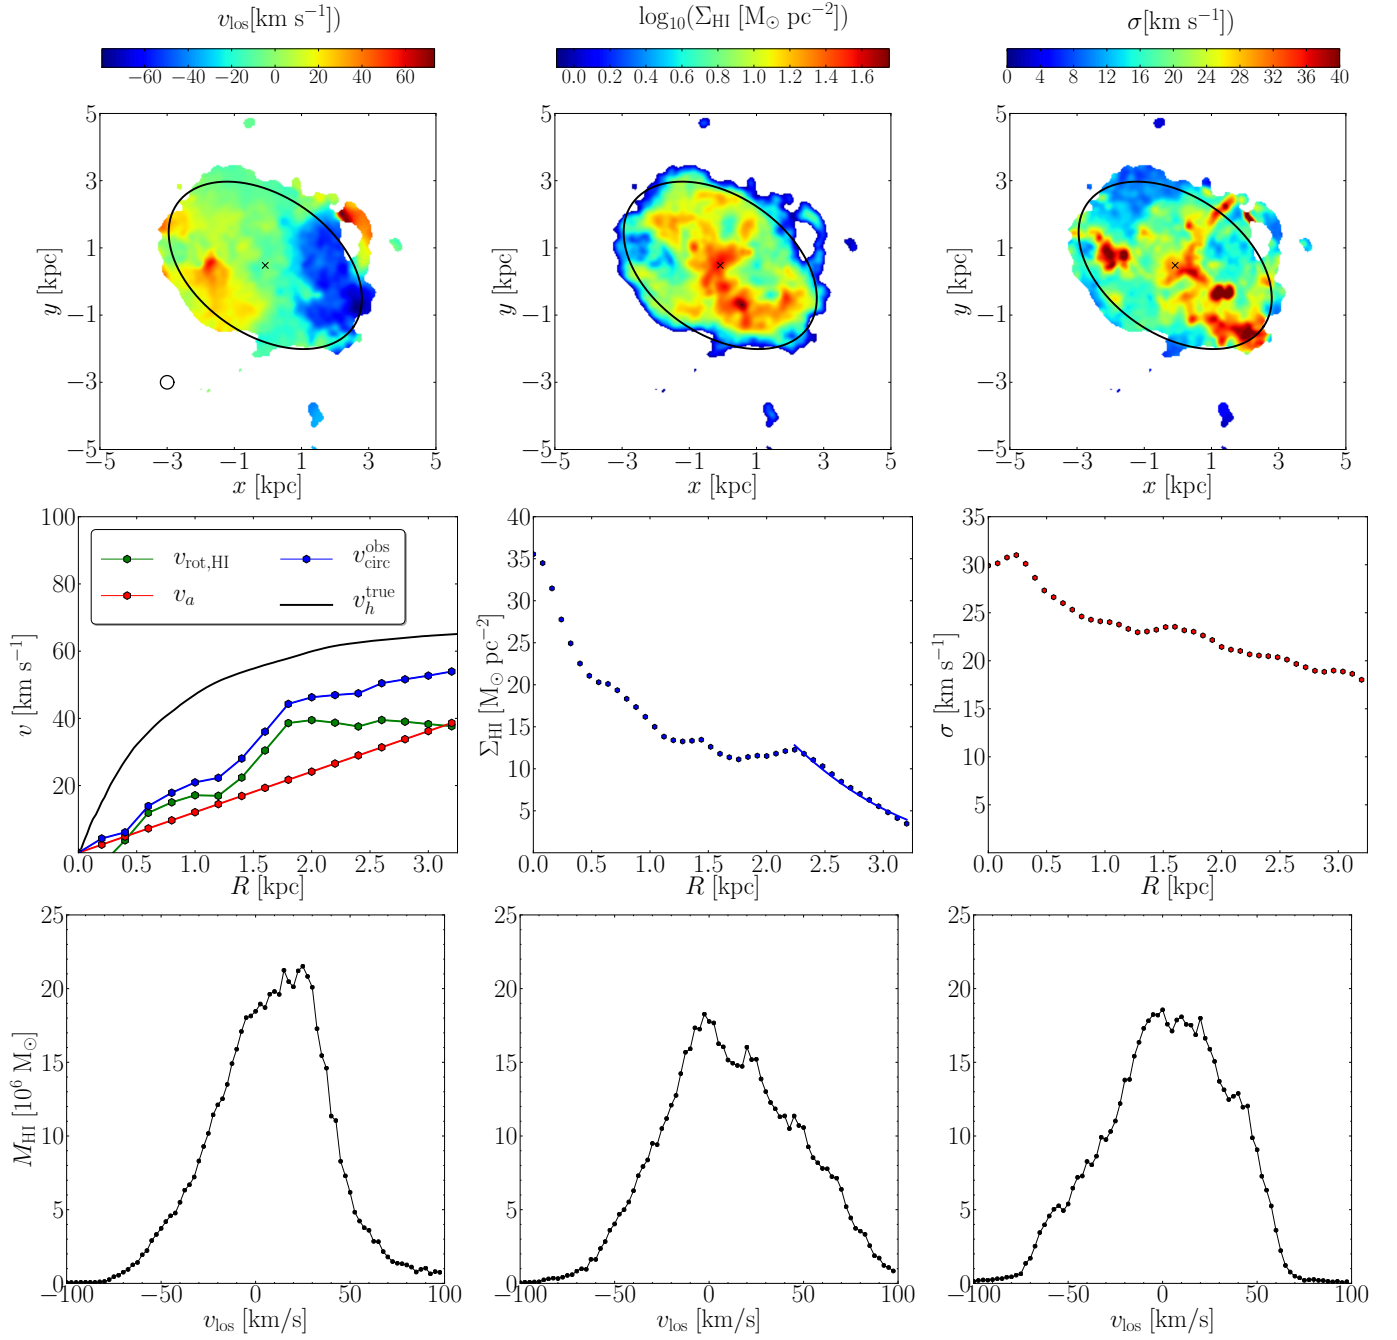 v_los[km s⁻¹])
log₁₀(Σ_HI [M_⊙ pc⁻²])
σ[km s⁻¹])
−60 −40 −20 0 20 40 60
0.0 0.2 0.4 0.6 0.8 1.0 1.2 1.4 1.6
0 4 8 12 16 20 24 28 32 36 40
5 3 1 −1 −3 −5
y [kpc]
−5 −3 −1 1 3 5
x [kpc]
5 3 1 −1 −3 −5
y [kpc]
−5 −3 −1 1 3 5
x [kpc]
5 3 1 −1 −3 −5
y [kpc]
−5 −3 −1 1 3 5
x [kpc]
100 80 60 40 20
v [km s⁻¹]
v_rot,HI
v_a
v_circ^obs
v_h^true
0.0 0.5 1.0 1.5 2.0 2.5 3.0
R [kpc]
40 35 30 25 20 15 10 5
Σ_HI [M_⊙ pc⁻²]
0.0 0.5 1.0 1.5 2.0 2.5 3.0
R [kpc]
35 30 25 20 15 10 5
σ [km s⁻¹]
0.0 0.5 1.0 1.5 2.0 2.5 3.0
R [kpc]
25 20 15 10 5 0
M_HI [10⁶ M_⊙]
−100 −50 0 50 100
v_los [km/s]
25 20 15 10 5 0
−100 −50 0 50 100
v_los [km/s]
25 20 15 10 5 0
−100 −50 0 50 100
v_los [km/s]